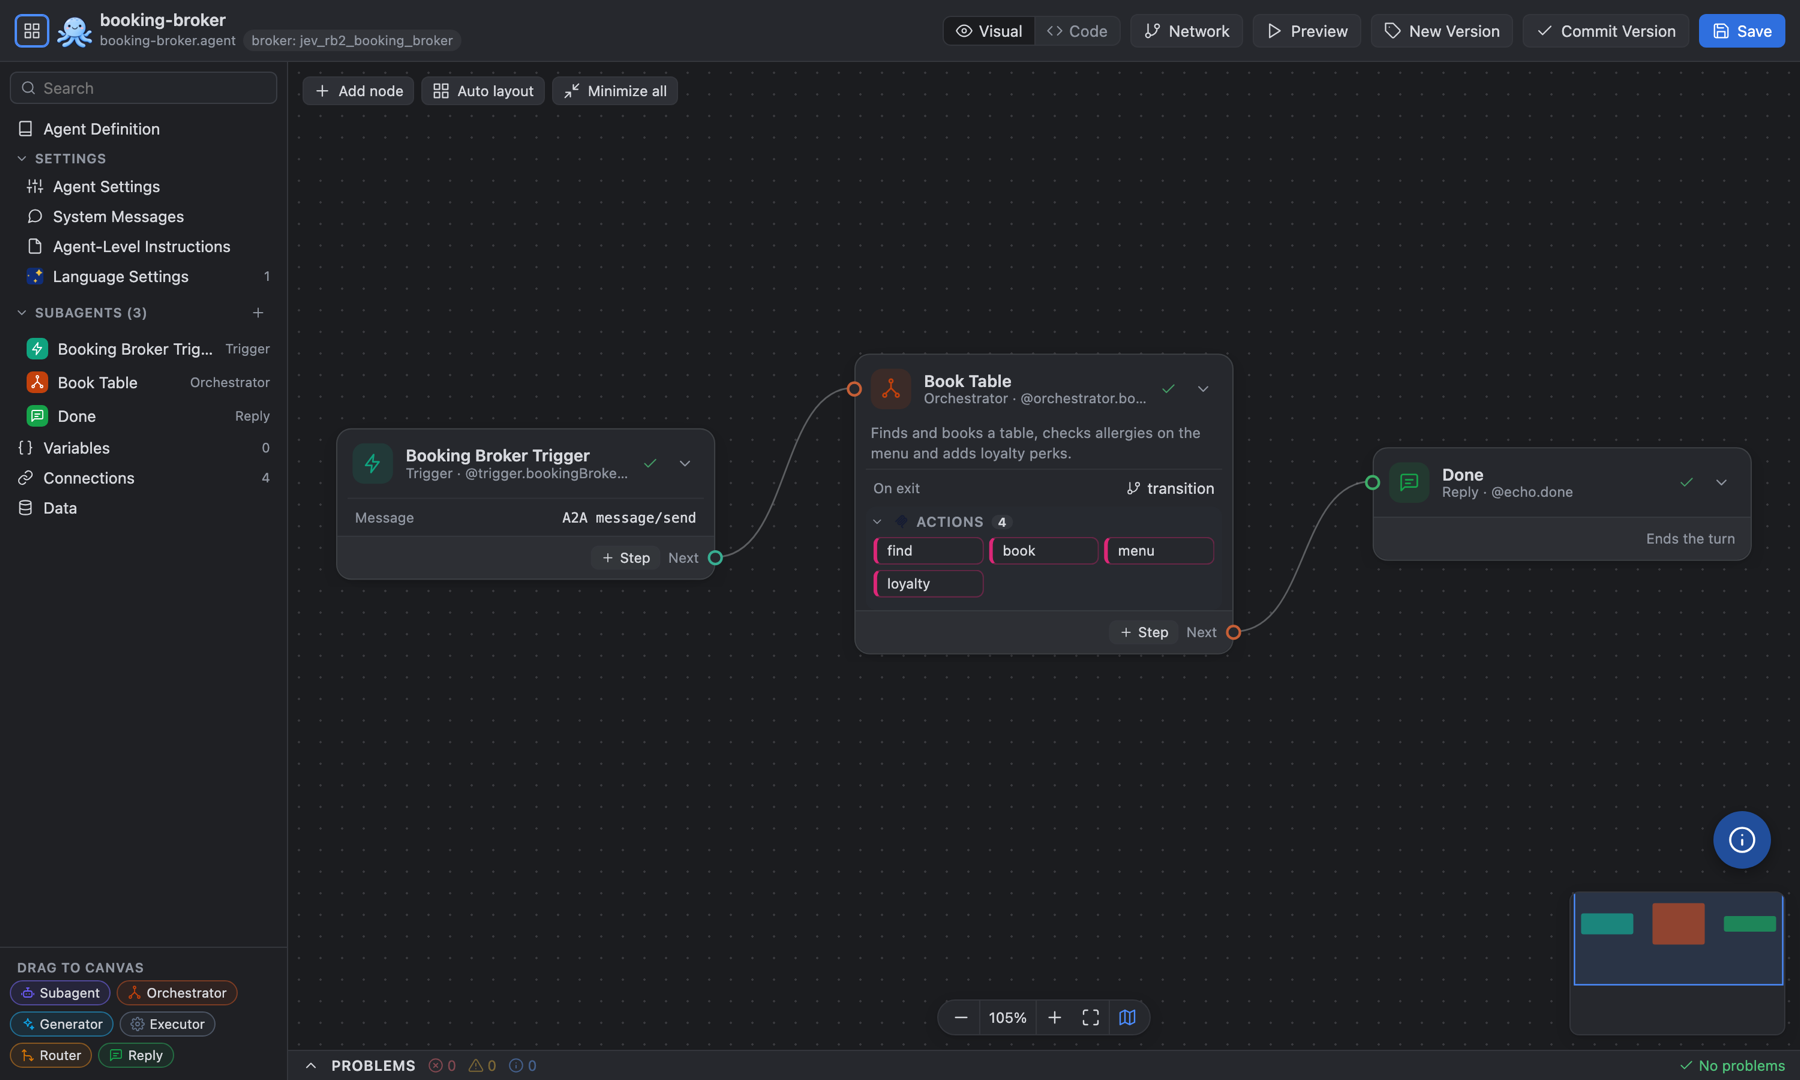 booking-broker
booking-broker.agent
broker: jev_rb2_booking_broker
Visual
Code
Network
Preview
New Version
Commit Version
Save
Search
Agent Definition
SETTINGS
Agent Settings
System Messages
Agent-Level Instructions
Language Settings 1
SUBAGENTS (3)
Booking Broker Trig... Trigger
Book Table Orchestrator
Done Reply
Variables 0
Connections 4
Data
DRAG TO CANVAS
Subagent
Orchestrator
Generator
Executor
Router
Reply
Add node
Auto layout
Minimize all
Booking Broker Trigger
Trigger · @trigger.bookingBroke...
Message A2A message/send
+ Step Next
Book Table
Orchestrator · @orchestrator.bo...
Finds and books a table, checks allergies on the
menu and adds loyalty perks.
On exit transition
ACTIONS 4
find
book
menu
loyalty
+ Step Next
Done
Reply · @echo.done
Ends the turn
105%
PROBLEMS 0 0 0
No problems